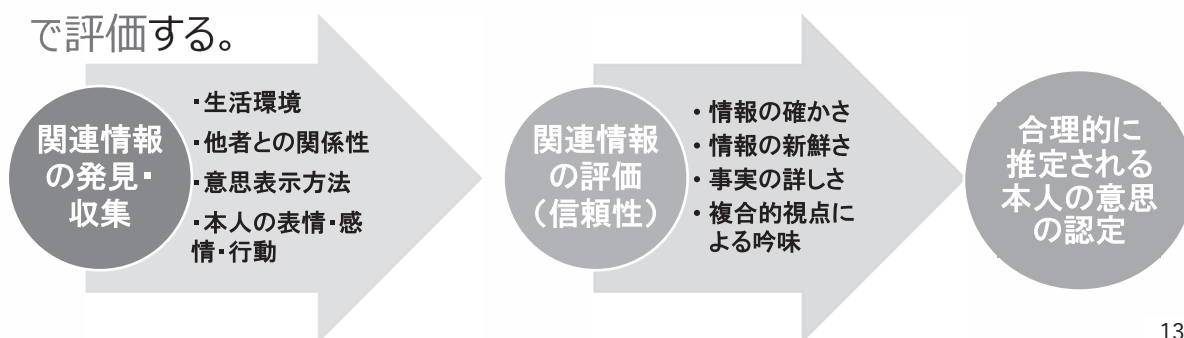 で評価する。
関連情報
の発見・
収集
・生活環境
・他者との関係性
・意思表示方法
・本人の表情・感
情・行動
関連情報
の評価
（信頼性）
・情報の確かさ
・情報の新鮮さ
・事実の詳しさ
・複合的視点に
よる吟味
合理的に
推定される
本人の意思
の認定
13